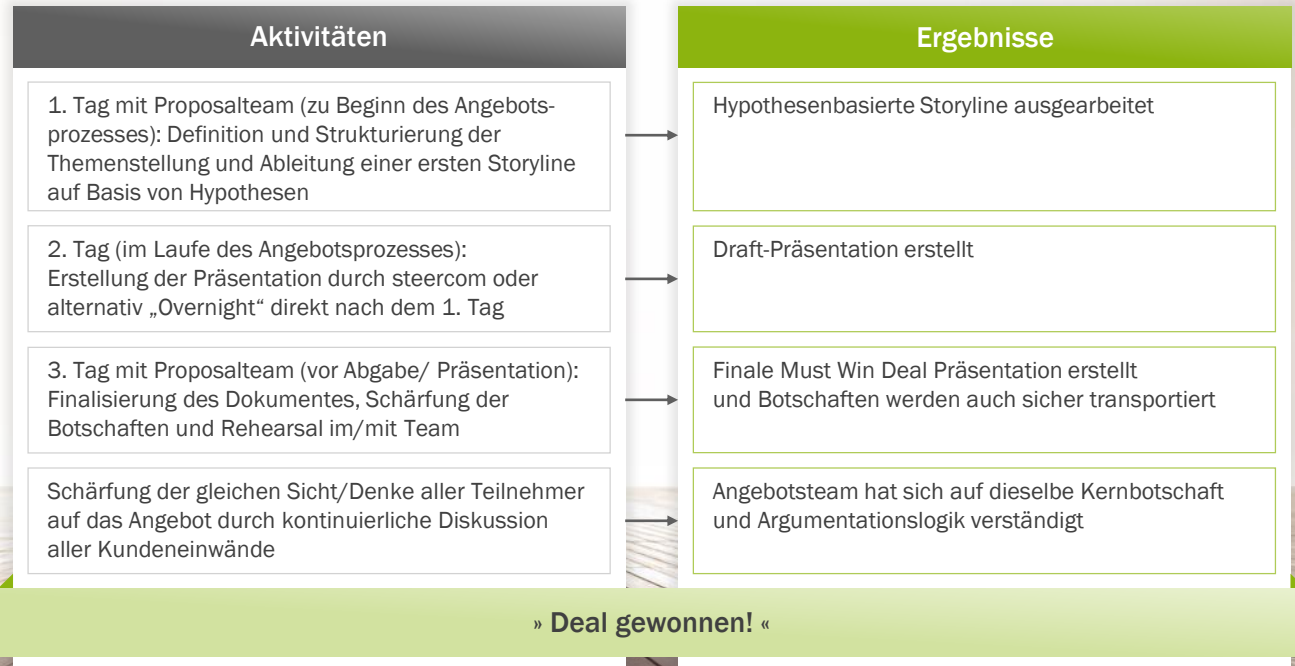 Aktivitäten
Ergebnisse
1. Tag mit Proposalteam (zu Beginn des Angebots-
prozesses): Definition und Strukturierung der
Themenstellung und Ableitung einer ersten Storyline
auf Basis von Hypothesen
Hypothesenbasierte Storyline ausgearbeitet
2. Tag (im Laufe des Angebotsprozesses):
Erstellung der Präsentation durch steercom oder
alternativ „Overnight“ direkt nach dem 1. Tag
Draft-Präsentation erstellt
3. Tag mit Proposalteam (vor Abgabe/ Präsentation):
Finalisierung des Dokumentes, Schärfung der
Botschaften und Rehearsal im/mit Team
Finale Must Win Deal Präsentation erstellt
und Botschaften werden auch sicher transportiert
Schärfung der gleichen Sicht/Denke aller Teilnehmer
auf das Angebot durch kontinuierliche Diskussion
aller Kundeneinwände
Angebotsteam hat sich auf dieselbe Kernbotschaft
und Argumentationslogik verständigt
» Deal gewonnen! «